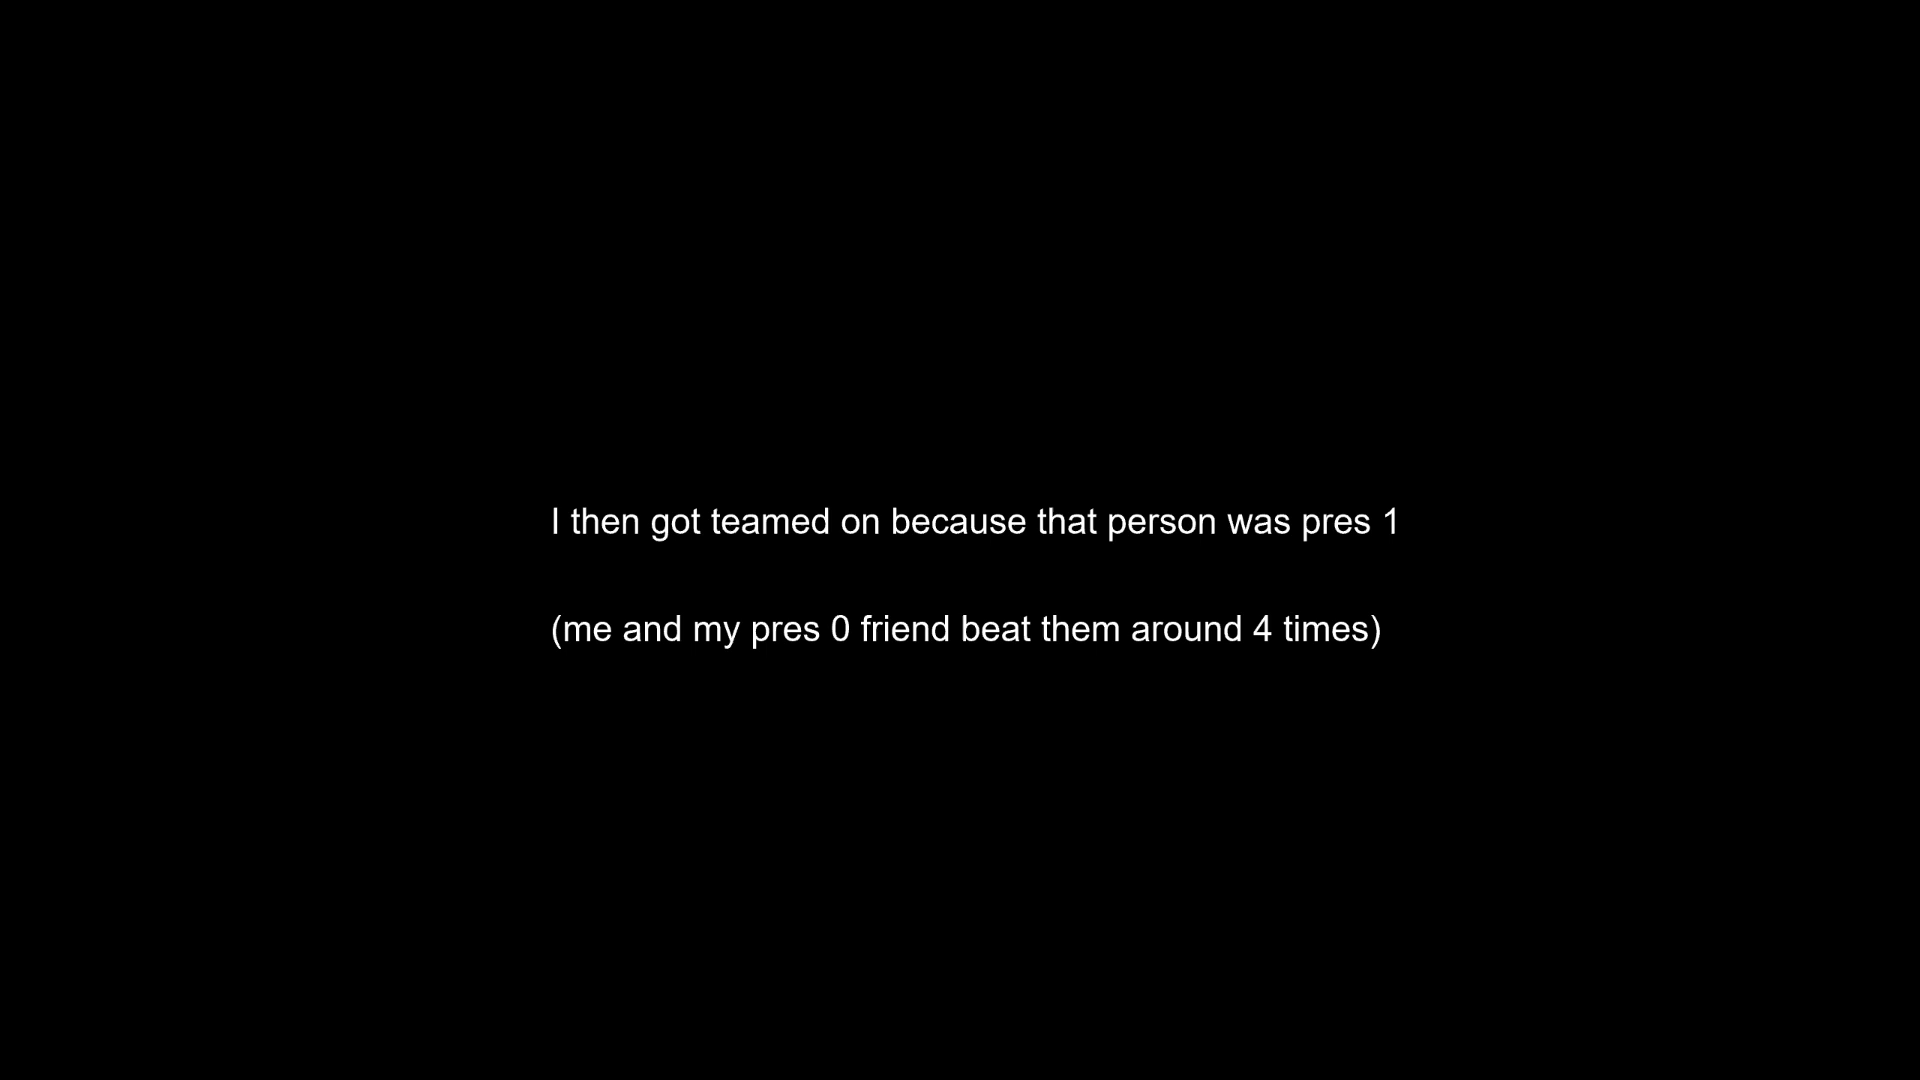 I then got teamed on because that person was pres 1
(me and my pres 0 friend beat them around 4 times)